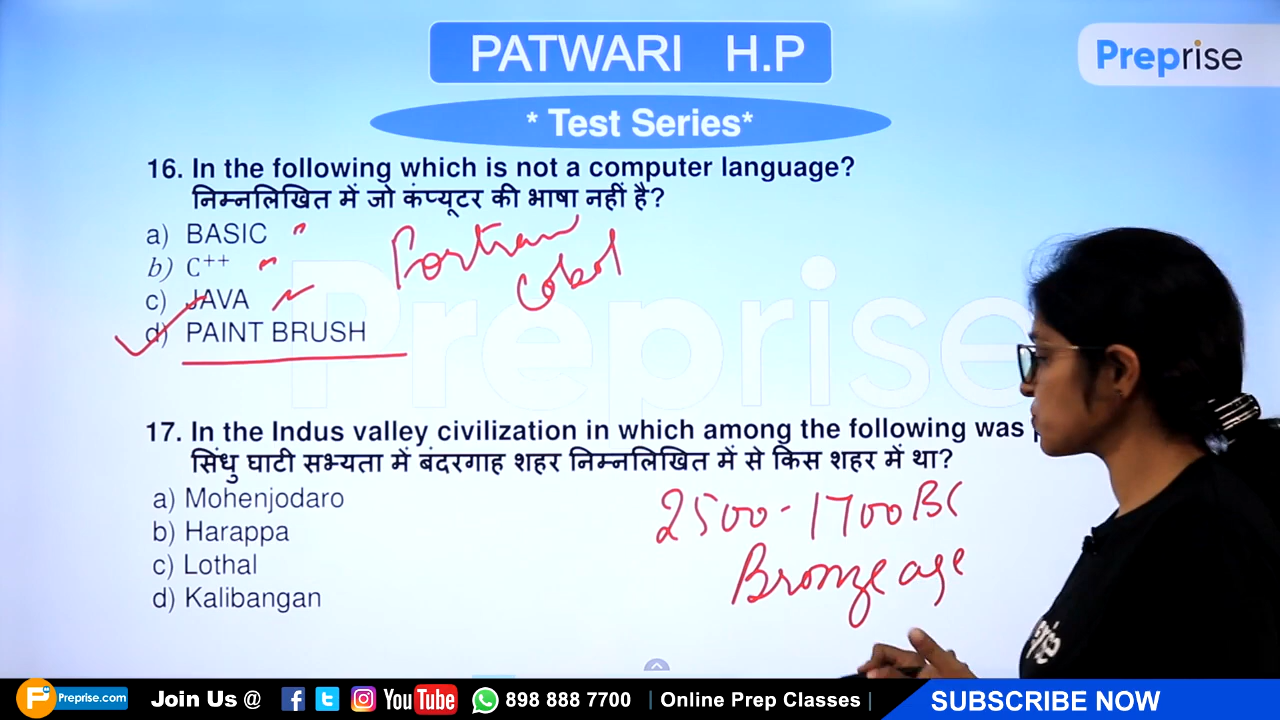 PATWARI H.P
Preprise
* Test Series*
16. In the following which is not a computer language?
निम्नलिखित में जो कंप्यूटर की भाषा नहीं है?
a) BASIC
b) C++
c) JAVA
d) PAINT BRUSH
Fortran
Cobol
Preprise
17. In the Indus valley civilization in which among the following was
सिंधु घाटी सभ्यता में बंदरगाह शहर निम्नलिखित में से किस शहर में था?
a) Mohenjodaro
b) Harappa
c) Lothal
d) Kalibangan
2500-1700BC
Bronze age
Preprise.com Join Us @ YouTube 898 888 7700 | Online Prep Classes | SUBSCRIBE NOW